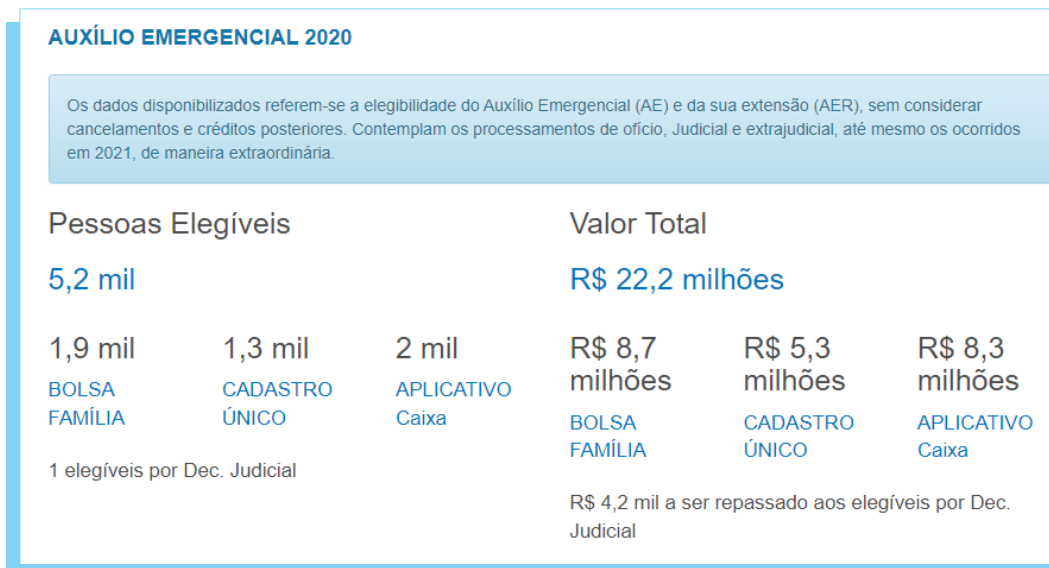 AUXÍLIO EMERGENCIAL 2020
Os dados disponibilizados referem-se a elegibilidade do Auxílio Emergencial (AE) e da sua extensão (AER), sem considerar
cancelamentos e créditos posteriores. Contemplam os processamentos de ofício, Judicial e extrajudicial, até mesmo os ocorridos
em 2021, de maneira extraordinária.
Pessoas Elegíveis
5,2 mil
1,9 mil
BOLSA
FAMÍLIA
1,3 mil
CADASTRO
ÚNICO
2 mil
APLICATIVO
Caixa
1 elegíveis por Dec. Judicial
Valor Total
R$ 22,2 milhões
R$ 8,7
milhões
BOLSA
FAMÍLIA
R$ 5,3
milhões
CADASTRO
ÚNICO
R$ 8,3
milhões
APLICATIVO
Caixa
R$ 4,2 mil a ser repassado aos elegíveis por Dec.
Judicial